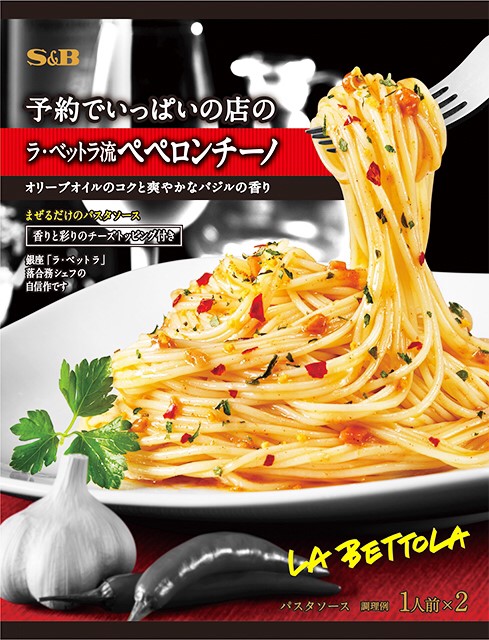 S&B
予約でいっぱいの店の
ラ・ベットラ流ペペロンチーノ
オリーブオイルのコクと爽やかなバジルの香り
まぜるだけのパスタソース
香りと彩りのチーズトッピング付き
銀座「ラ・ベットラ」
落合務シェフの
自信作です
LA BETTOLA
パスタソース 調理例 1人前×2